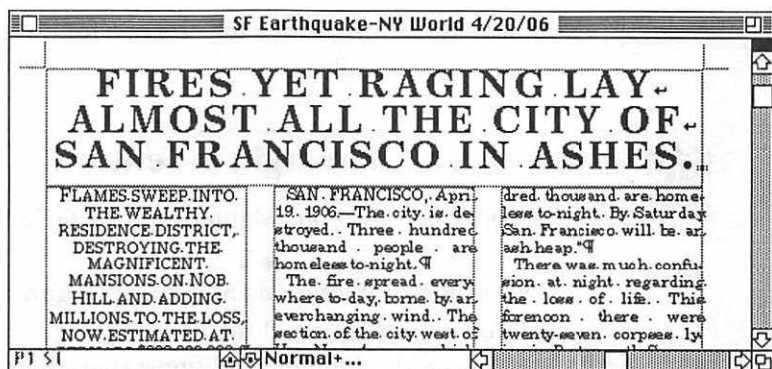 SF Earthquake-NY World 4/20/06
FIRES YET RAGING LAY
ALMOST ALL THE CITY OF
SAN FRANCISCO IN ASHES.
FLAMES SWEEP INTO
THE WEALTHY,
RESIDENCE DISTRICT,
DESTROYING THE
MAGNIFICENT
MANSIONS ON NOB
HILL AND ADDING
MILLIONS TO THE LOSS,
NOW ESTIMATED AT
SAN FRANCISCO, Apri
19. 1906.—The city is de
stroyed. Three hundred
thousand people are
homeless to-night.¶
The fire spread every
where to-day, borne by an
everchanging wind. The
section of the city west of
dred thousand are home
less to-night. By Saturday
San Francisco will be an
ash heap."¶
There was much confu
sion at night regarding
the loss of life. This
forenoon there were
twenty-seven corpses ly
P1 S1
Normal+...